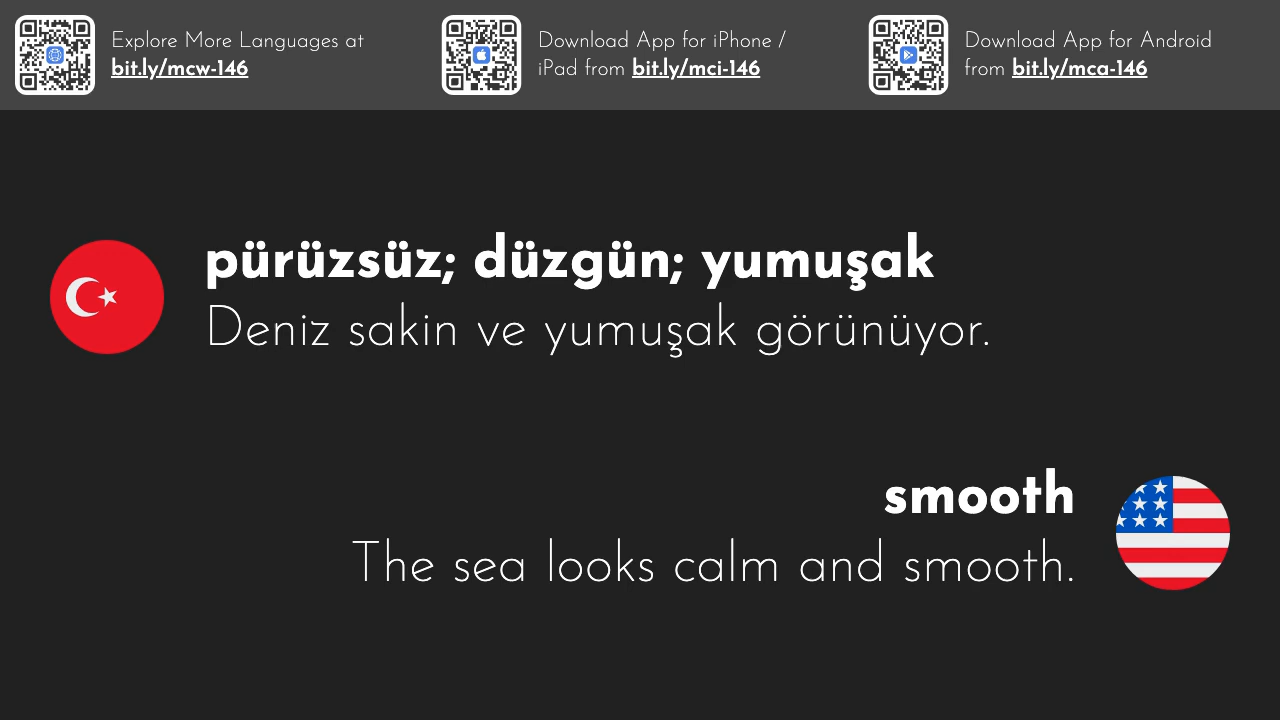 Explore More Languages at
bit.ly/mcw-146
Download App for iPhone /
iPad from bit.ly/mci-146
Download App for Android
from bit.ly/mca-146
pürüzsüz; düzgün; yumuşak
Deniz sakin ve yumuşak görünüyor.
smooth
The sea looks calm and smooth.